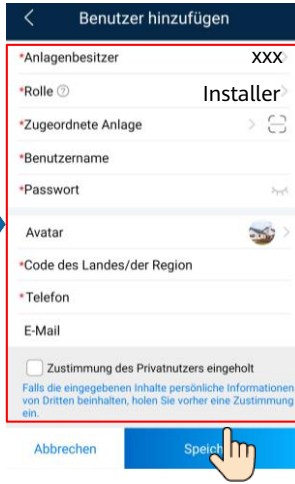 Benutzer hinzufügen
*Anlagenbesitzer xxx
*Rolle Installer
*Zugeordnete Anlage
*Benutzername
*Passwort
Avatar
*Code des Landes/der Region
*Telefon
E-Mail
Zustimmung des Privatnutzers eingeholt
Falls die eingegebenen Inhalte persönliche Informationen
von Dritten beinhalten, holen Sie vorher eine Zustimmung
ein.
Abbrechen Speich